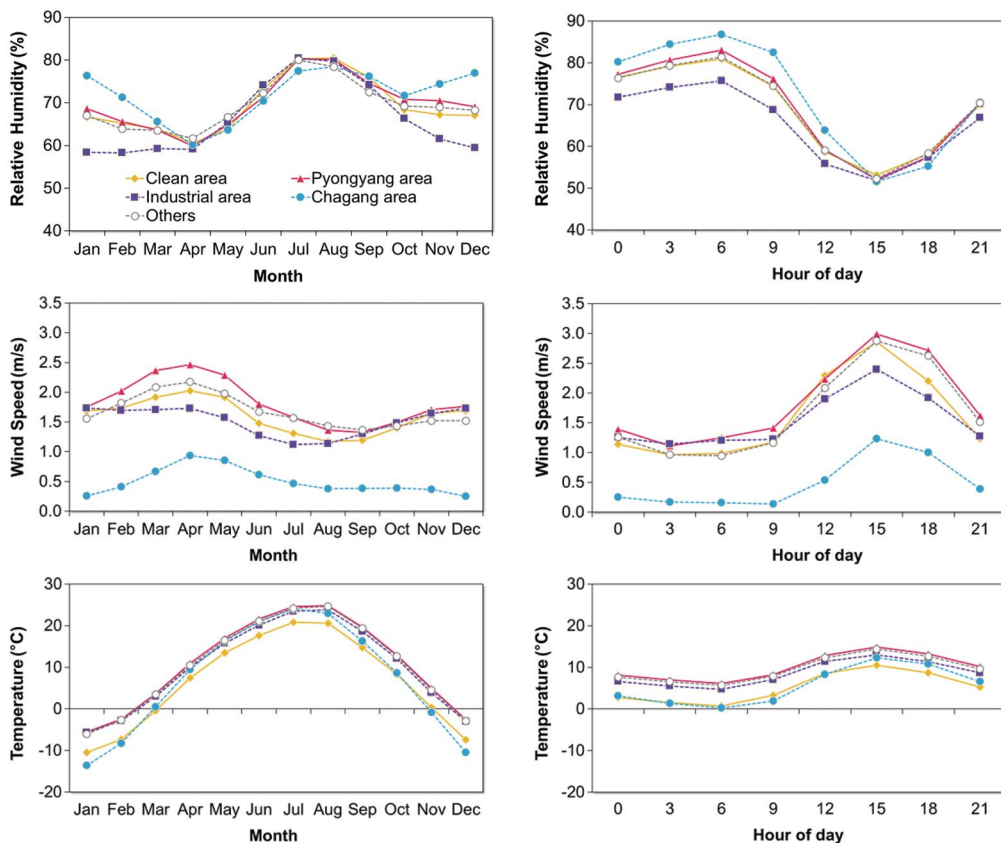 Relative Humidity (%)
90
80
70
60
50
40
Clean area
Pyongyang area
Industrial area
Chagang area
Others
Jan Feb Mar Apr May Jun Jul Aug Sep Oct Nov Dec
Month
Relative Humidity (%)
90
80
70
60
50
40
0 3 6 9 12 15 18 21
Hour of day
Wind Speed (m/s)
3.5
3.0
2.5
2.0
1.5
1.0
0.5
0.0
Jan Feb Mar Apr May Jun Jul Aug Sep Oct Nov Dec
Month
Wind Speed (m/s)
3.5
3.0
2.5
2.0
1.5
1.0
0.5
0.0
0 3 6 9 12 15 18 21
Hour of day
Temperature (°C)
30
20
10
0
-10
-20
Jan Feb Mar Apr May Jun Jul Aug Sep Oct Nov Dec
Month
Temperature (°C)
30
20
10
0
-10
-20
0 3 6 9 12 15 18 21
Hour of day